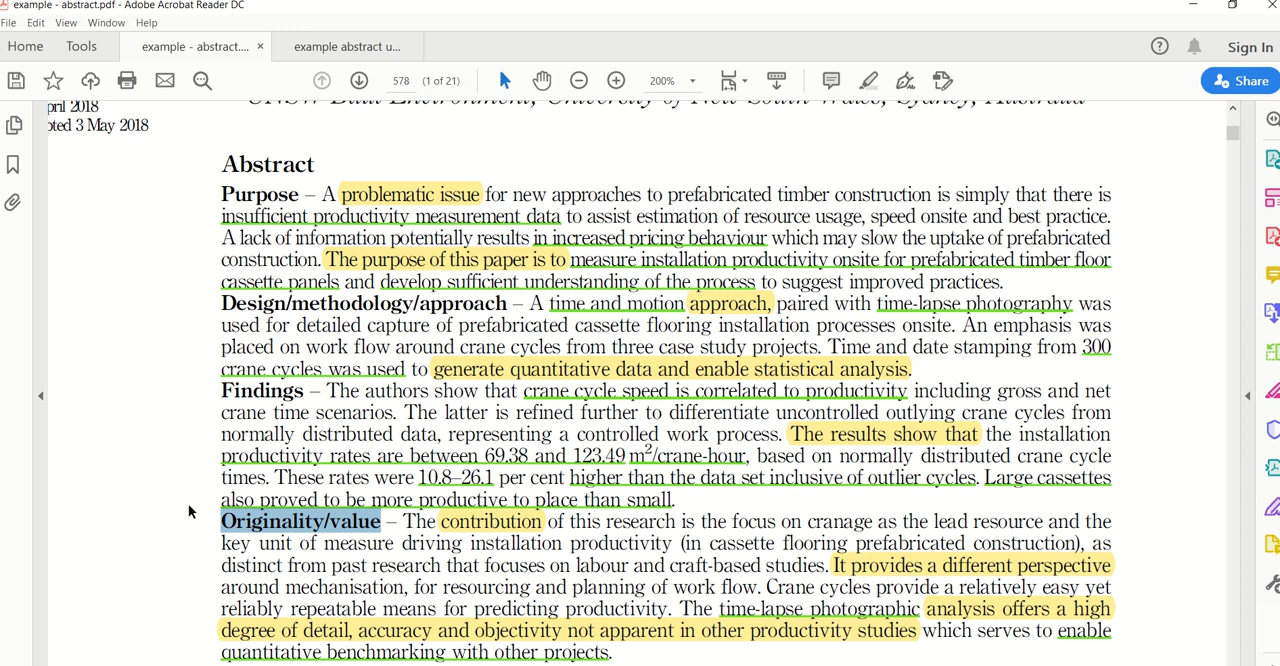 example - abstract.pdf - Adobe Acrobat Reader DC
File Edit View Window Help
Home Tools example - abstract.... × example abstract u... Sign In
578 (1 of 21) 200% Share
pril 2018
CNSW Data Environment, University of New South Wales, Sydney, Australia
oted 3 May 2018
Abstract
Purpose – A problematic issue for new approaches to prefabricated timber construction is simply that there is
insufficient productivity measurement data to assist estimation of resource usage, speed onsite and best practice.
A lack of information potentially results in increased pricing behaviour which may slow the uptake of prefabricated
construction. The purpose of this paper is to measure installation productivity onsite for prefabricated timber floor
cassette panels and develop sufficient understanding of the process to suggest improved practices.
Design/methodology/approach – A time and motion approach, paired with time-lapse photography was
used for detailed capture of prefabricated cassette flooring installation processes onsite. An emphasis was
placed on work flow around crane cycles from three case study projects. Time and date stamping from 300
crane cycles was used to generate quantitative data and enable statistical analysis.
Findings – The authors show that crane cycle speed is correlated to productivity including gross and net
crane time scenarios. The latter is refined further to differentiate uncontrolled outlying crane cycles from
normally distributed data, representing a controlled work process. The results show that the installation
productivity rates are between 69.38 and 123.49 m²/crane-hour, based on normally distributed crane cycle
times. These rates were 10.8–26.1 per cent higher than the data set inclusive of outlier cycles. Large cassettes
also proved to be more productive to place than small.
Originality/value – The contribution of this research is the focus on cranage as the lead resource and the
key unit of measure driving installation productivity (in cassette flooring prefabricated construction), as
distinct from past research that focuses on labour and craft-based studies. It provides a different perspective
around mechanisation, for resourcing and planning of work flow. Crane cycles provide a relatively easy yet
reliably repeatable means for predicting productivity. The time-lapse photographic analysis offers a high
degree of detail, accuracy and objectivity not apparent in other productivity studies which serves to enable
quantitative benchmarking with other projects.